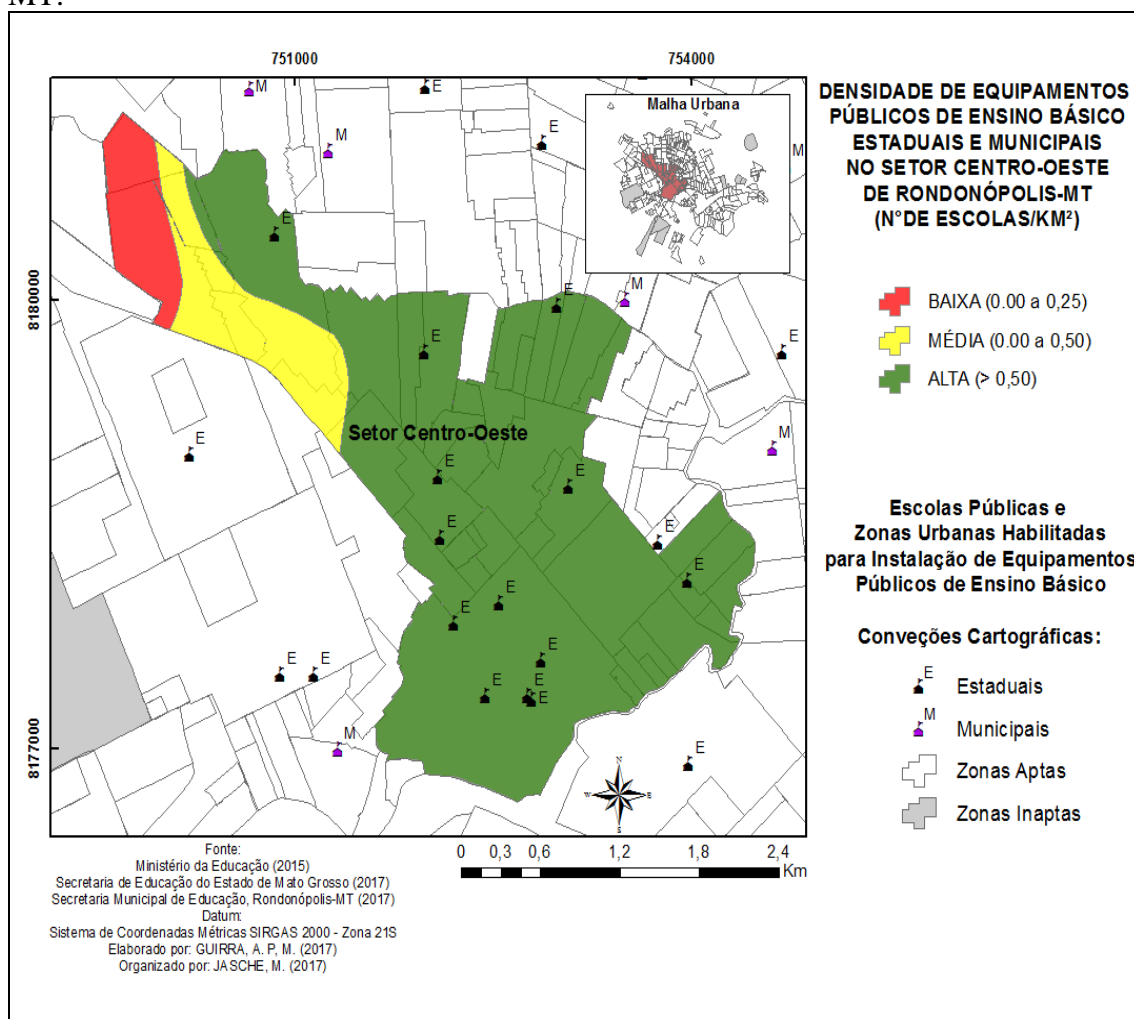 MT.
751000
754000
8180000
8177000
Malha Urbana
M
E
M
E
M
E
E
M
E
E
M
E
Setor Centro-Oeste
E
E
E
E
E
E
E
E
E
E
E
E
E
E
M
E
N
W
E
S
DENSIDADE DE EQUIPAMENTOS
PÚBLICOS DE ENSINO BÁSICO
ESTADUAIS E MUNICIPAIS
NO SETOR CENTRO-OESTE
DE RONDONÓPOLIS-MT
(N°DE ESCOLAS/KM²)
BAIXA (0.00 a 0,25)
MÉDIA (0.00 a 0,50)
ALTA (> 0,50)
Escolas Públicas e
Zonas Urbanas Habilitadas
para Instalação de Equipamentos
Públicos de Ensino Básico
Conveções Cartográficas:
E Estaduais
M Municipais
Zonas Aptas
Zonas Inaptas
0 0,3 0,6 1,2 1,8 2,4
Km
Fonte:
Ministério da Educação (2015)
Secretaria de Educação do Estado de Mato Grosso (2017)
Secretaria Municipal de Educação, Rondonópolis-MT (2017)
Datum:
Sistema de Coordenadas Métricas SIRGAS 2000 - Zona 21S
Elaborado por: GUIRRA, A. P, M. (2017)
Organizado por: JASCHE, M. (2017)